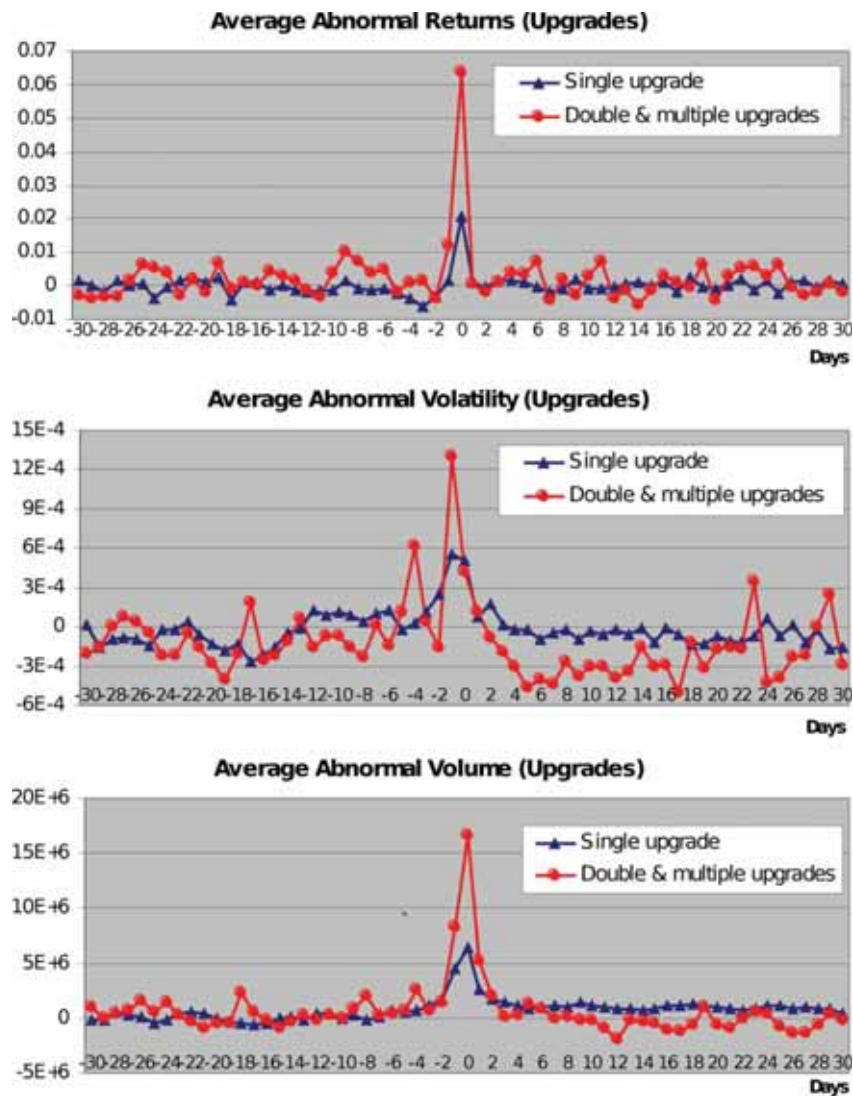 Average Abnormal Returns (Upgrades)
0.07
0.06
0.05
0.04
0.03
0.02
0.01
0
-0.01
Single upgrade
Double & multiple upgrades
-30 -28 -26 -24 -22 -20 -18 -16 -14 -12 -10 -8 -6 -4 -2 0 2 4 6 8 10 12 14 16 18 20 22 24 26 28 30
Days
Average Abnormal Volatility (Upgrades)
15E-4
12E-4
9E-4
6E-4
3E-4
0
-3E-4
-6E-4
Single upgrade
Double & multiple upgrades
-30 -28 -26 -24 -22 -20 -18 -16 -14 -12 -10 -8 -6 -4 -2 0 2 4 6 8 10 12 14 16 18 20 22 24 26 28 30
Days
Average Abnormal Volume (Upgrades)
20E+6
15E+6
10E+6
5E+6
0
-5E+6
Single upgrade
Double & multiple upgrades
-30 -28 -26 -24 -22 -20 -18 -16 -14 -12 -10 -8 -6 -4 -2 0 2 4 6 8 10 12 14 16 18 20 22 24 26 28 30
Days